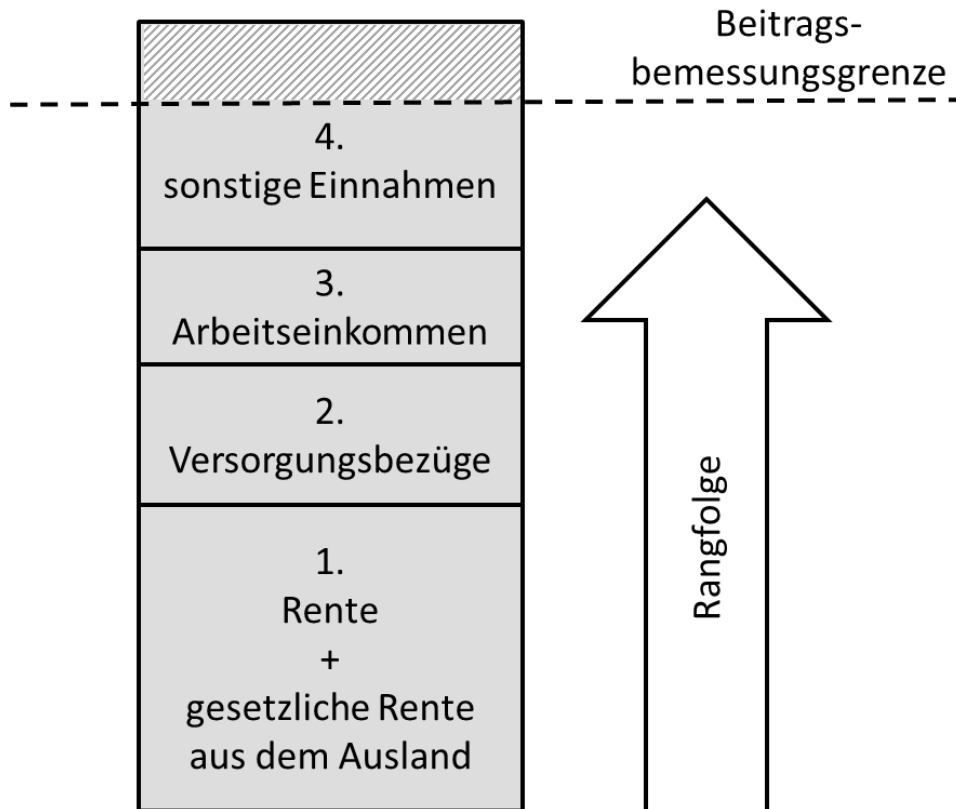 Beitrags-
bemessungsgrenze
4.
sonstige Einnahmen
3.
Arbeitseinkommen
2.
Versorgungsbezüge
1.
Rente
+
gesetzliche Rente
aus dem Ausland
Rangfolge